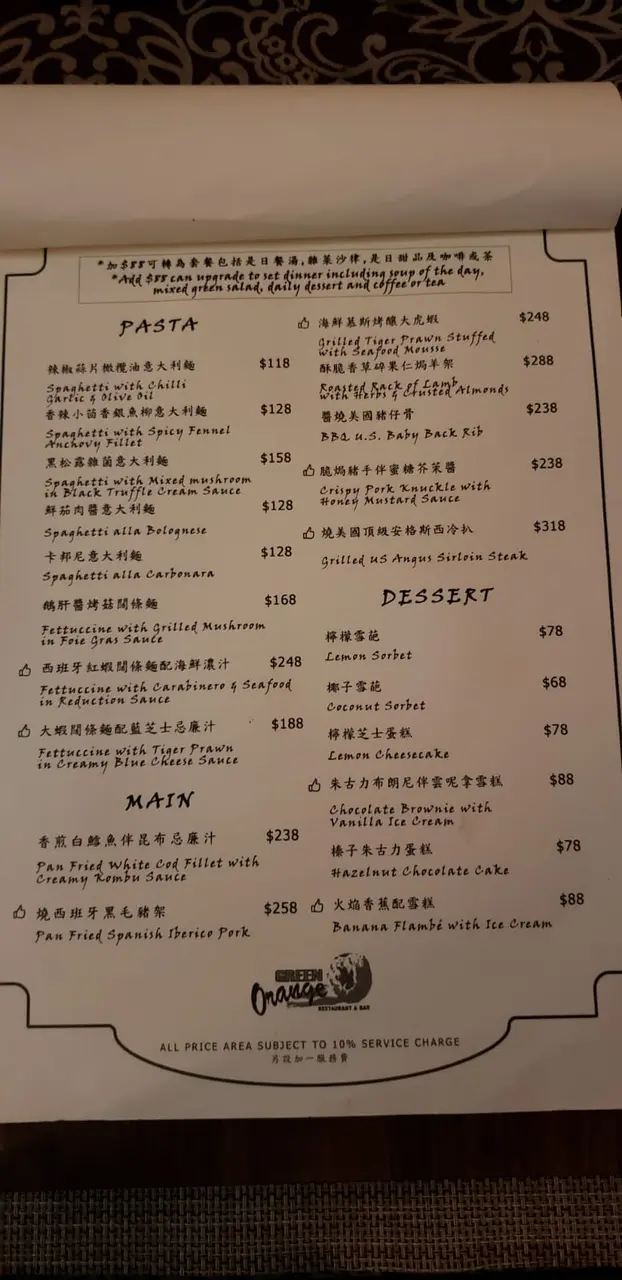 *加$88可轉為套餐包括是日餐湯,雜菜沙律,是日甜品及咖啡或茶
*Add $88 can upgrade to set dinner including soup of the day,
mixed green salad, daily dessert and coffee or tea
PASTA
辣椒蒜片橄欖油意大利麵 $118
Spaghetti with Chilli
Garlic & Olive Oil
香辣小茴香銀魚柳意大利麵 $128
Spaghetti with Spicy Fennel
Anchovy Fillet
黑松露雜菌意大利麵 $158
Spaghetti with Mixed mushroom
in Black Truffle Cream Sauce
鮮茄肉醬意大利麵 $128
Spaghetti alla Bolognese
卡邦尼意大利麵 $128
Spaghetti alla Carbonara
鵝肝醬烤菇闊條麵 $168
Fettuccine with Grilled Mushroom
in Foie Gras Sauce
西班牙紅蝦闊條麵配海鮮濃汁 $248
Fettuccine with Carabinero & Seafood
in Reduction Sauce
大蝦闊條麵配藍芝士忌廉汁 $188
Fettuccine with Tiger Prawn
in Creamy Blue Cheese Sauce
MAIN
香煎白鱈魚伴昆布忌廉汁 $238
Pan Fried White Cod Fillet with
Creamy Kombu Sauce
燒西班牙黑毛豬架 $258
Pan Fried Spanish Iberico Pork
海鮮慕斯烤釀大虎蝦 $248
Grilled Tiger Prawn Stuffed
with Seafood Mousse
酥脆香草碎果仁焗羊架 $288
Roasted Rack of Lamb
with Herbs & Crusted Almonds
醬燒美國豬仔骨 $238
BBQ U.S. Baby Back Rib
脆焗豬手伴蜜糖芥茉醬 $238
Crispy Pork Knuckle with
Honey Mustard Sauce
燒美國頂級安格斯西冷扒 $318
Grilled US Angus Sirloin Steak
DESSERT
檸檬雪葩 $78
Lemon Sorbet
椰子雪葩 $68
Coconut Sorbet
檸檬芝士蛋糕 $78
Lemon Cheesecake
朱古力布朗尼伴雲呢拿雪糕 $88
Chocolate Brownie with
Vanilla Ice Cream
榛子朱古力蛋糕 $78
Hazelnut Chocolate Cake
火焰香蕉配雪糕 $88
Banana Flambé with Ice Cream
GREEN
Orange
RESTAURANT & BAR
ALL PRICE AREA SUBJECT TO 10% SERVICE CHARGE
另設加一服務費